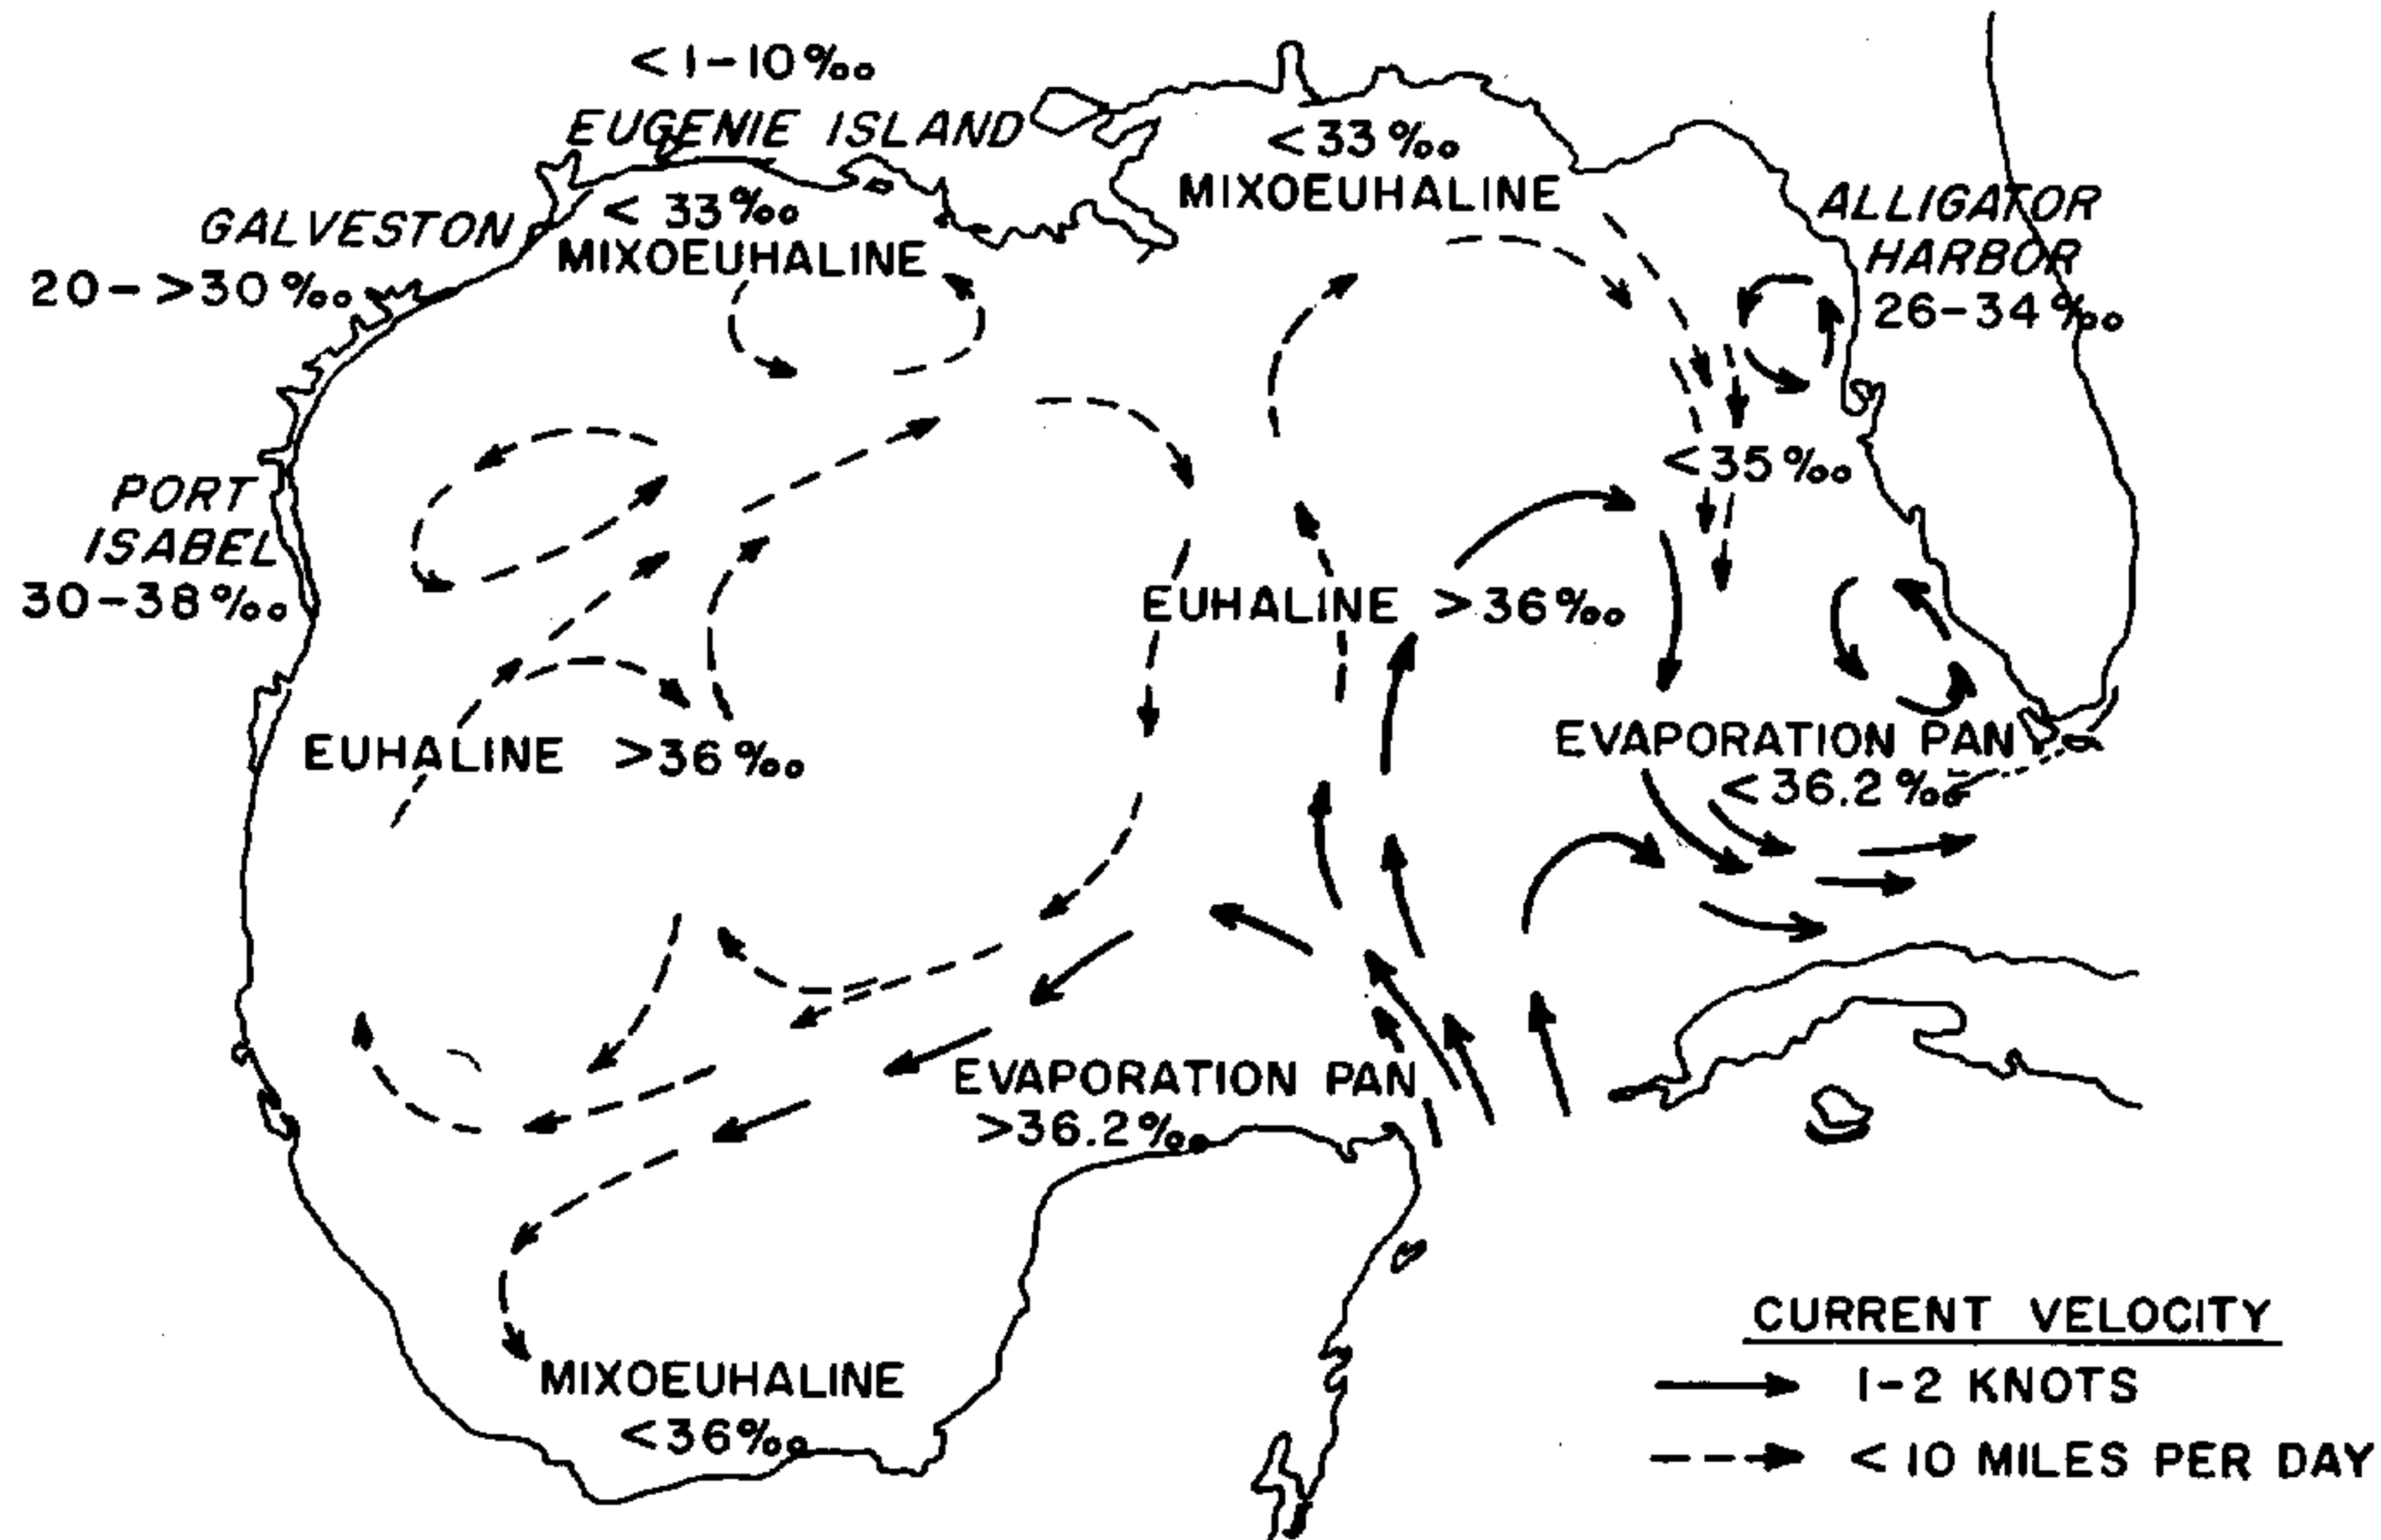 <1-10‰
EUGENIE ISLAND
<33‰
MIXOEUHALINE
< 33‰
MIXOEUHALINE
GALVESTON
20->30‰
ALLIGATOR
HARBOR
26-34‰
<35‰
PORT
ISABEL
30-38‰
EUHALINE >36‰
EUHALINE >36‰
EVAPORATION PAN
<36.2‰
EVAPORATION PAN
>36.2‰
MIXOEUHALINE
<36‰
CURRENT VELOCITY
1-2 KNOTS
<10 MILES PER DAY